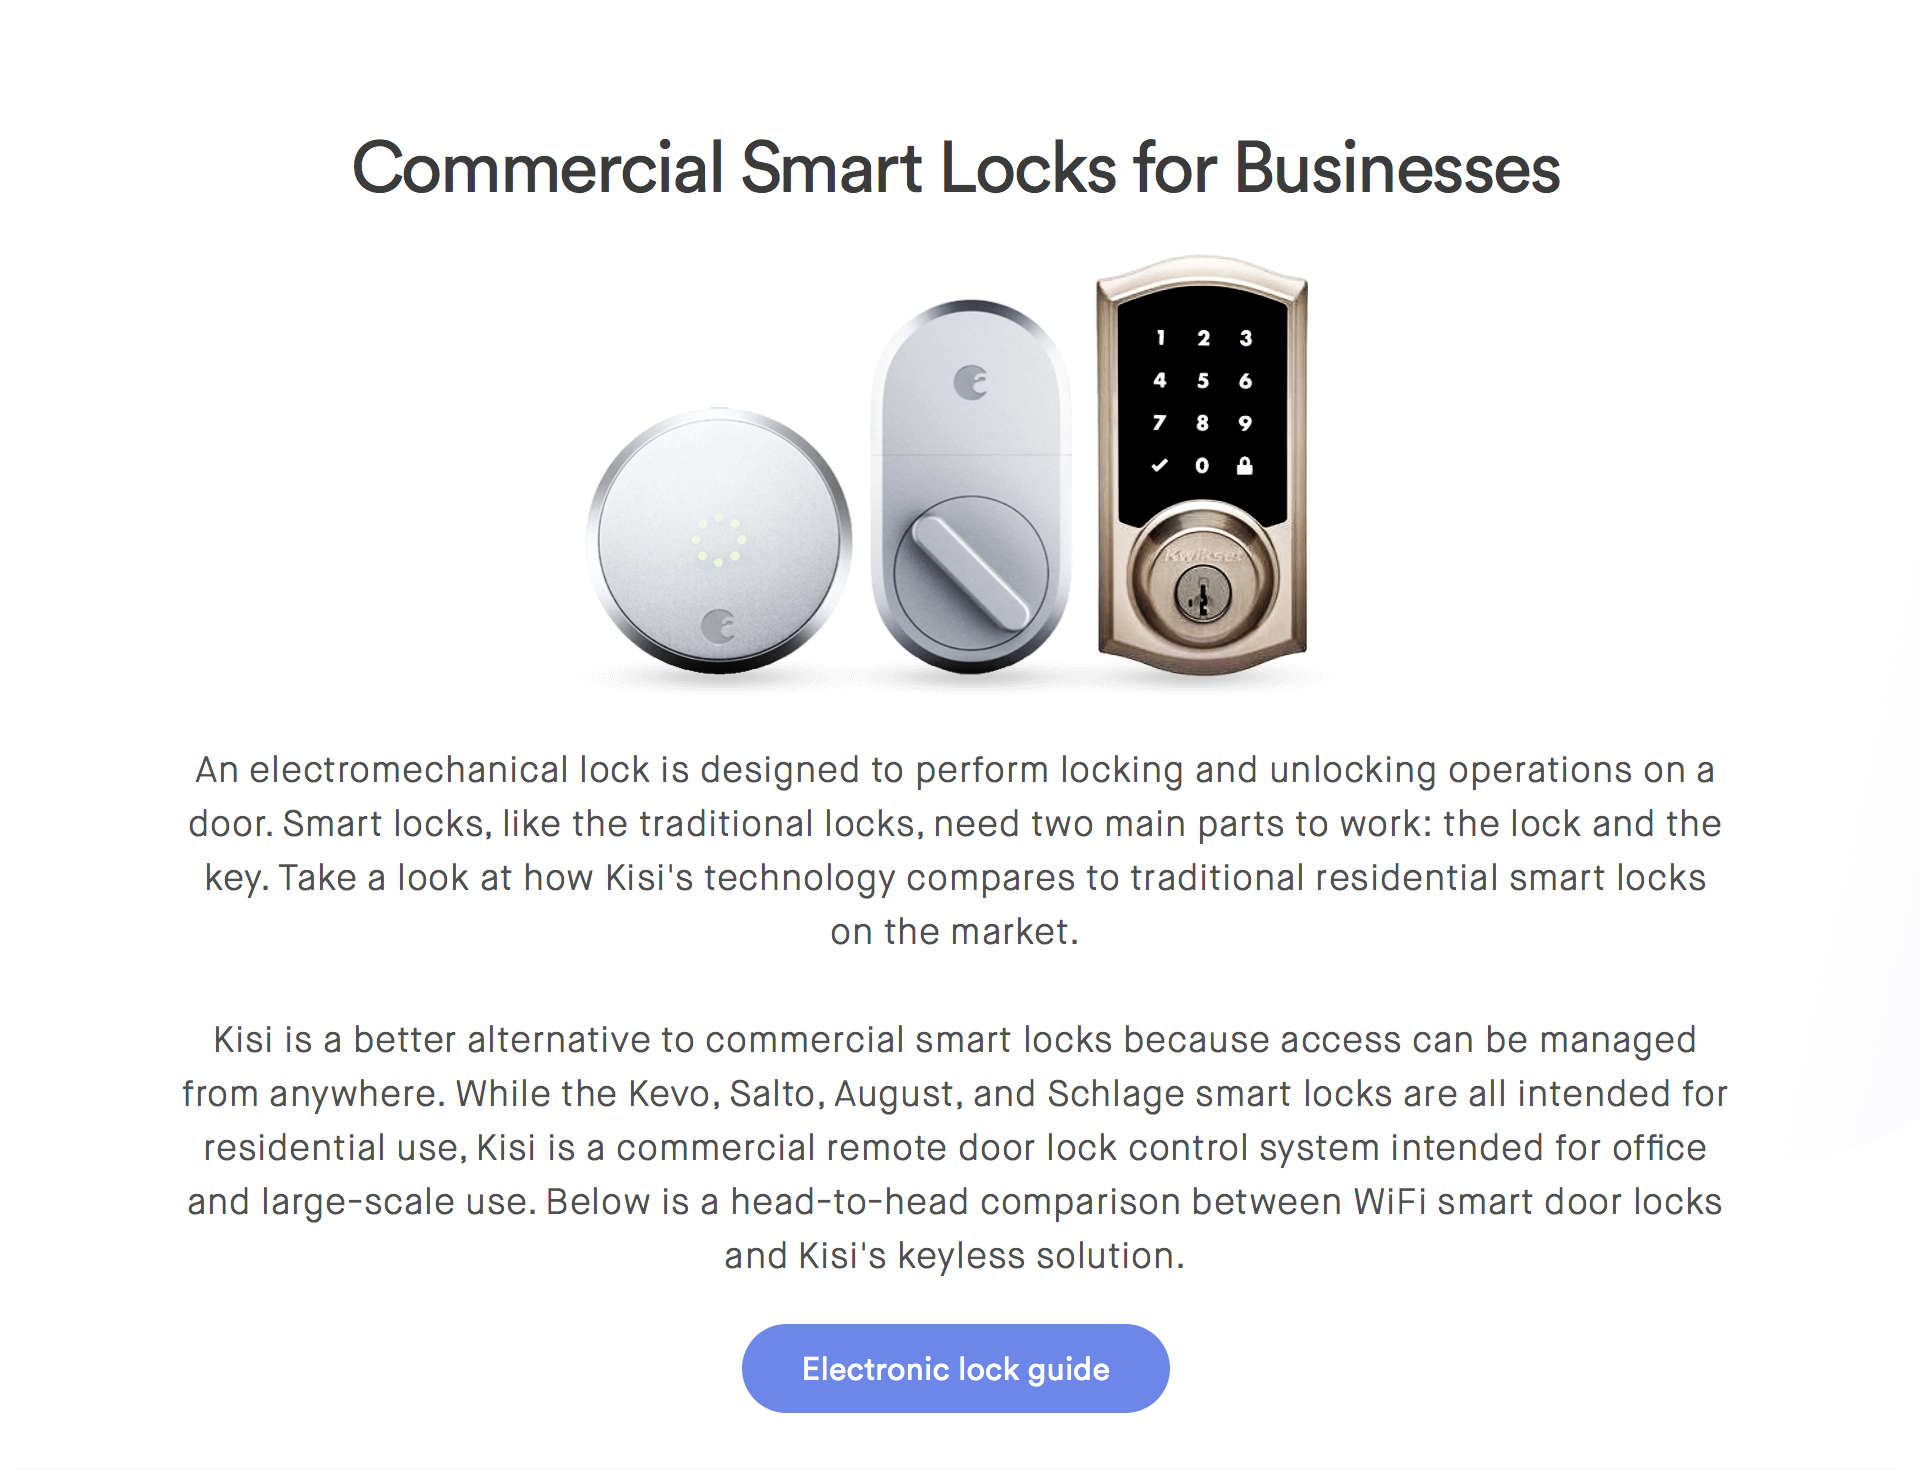 Commercial Smart Locks for Businesses
1 2 3
4 5 6
7 8 9
0
Kwikset
An electromechanical lock is designed to perform locking and unlocking operations on a
door. Smart locks, like the traditional locks, need two main parts to work: the lock and the
key. Take a look at how Kisi's technology compares to traditional residential smart locks
on the market.
Kisi is a better alternative to commercial smart locks because access can be managed
from anywhere. While the Kevo, Salto, August, and Schlage smart locks are all intended for
residential use, Kisi is a commercial remote door lock control system intended for office
and large-scale use. Below is a head-to-head comparison between WiFi smart door locks
and Kisi's keyless solution.
Electronic lock guide